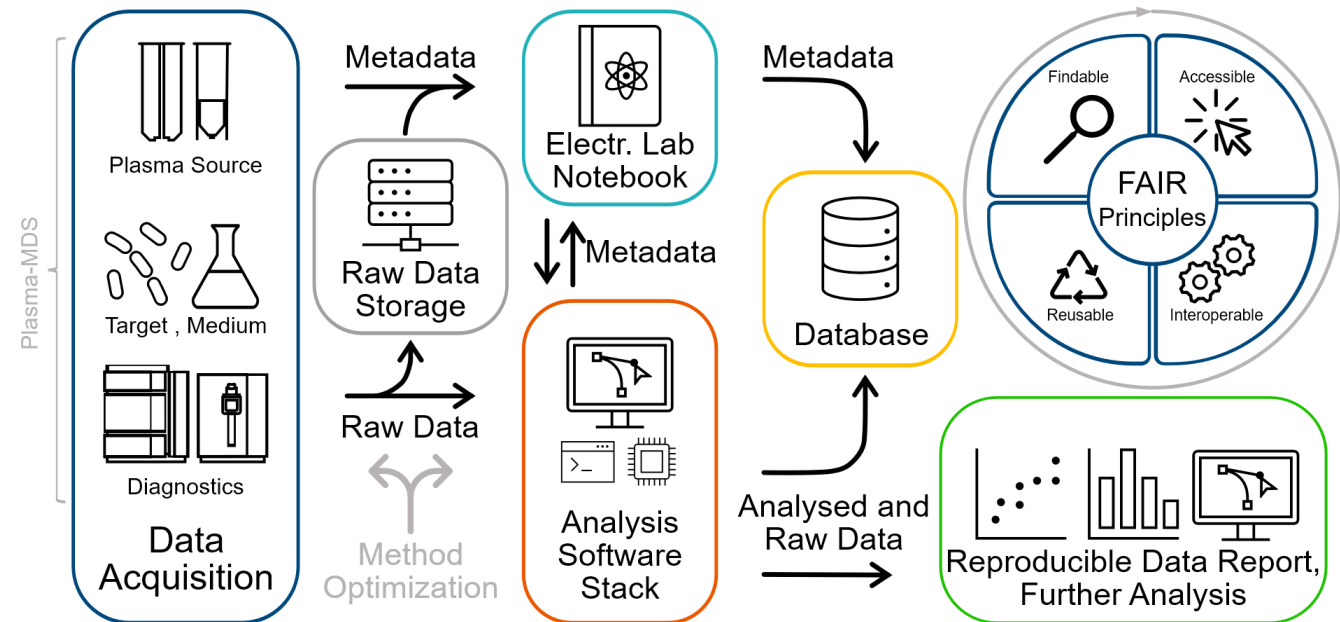 Plasma-MDS
Plasma Source
Target , Medium
Diagnostics
Data
Acquisition
Metadata
Raw Data
Storage
Raw Data
Method
Optimization
Electr. Lab
Notebook
Metadata
>_
Analysis
Software
Stack
Metadata
Database
Analysed and
Raw Data
Findable
Accessible
FAIR
Principles
Reusable
Interoperable
Reproducible Data Report,
Further Analysis